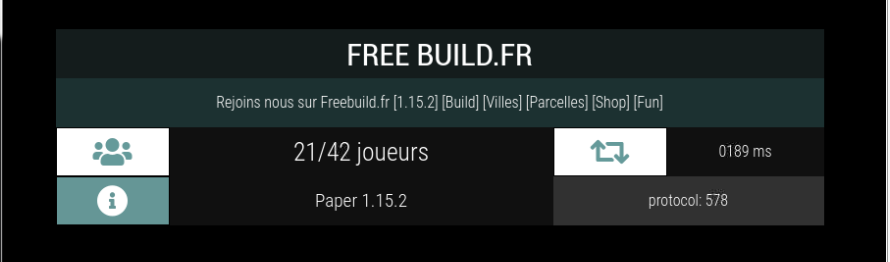 FREE BUILD.FR
Rejoins nous sur Freebuild.fr [1.15.2] [Build] [Villes] [Parcelles] [Shop] [Fun]
21/42 joueurs
0189 ms
Paper 1.15.2
protocol: 578